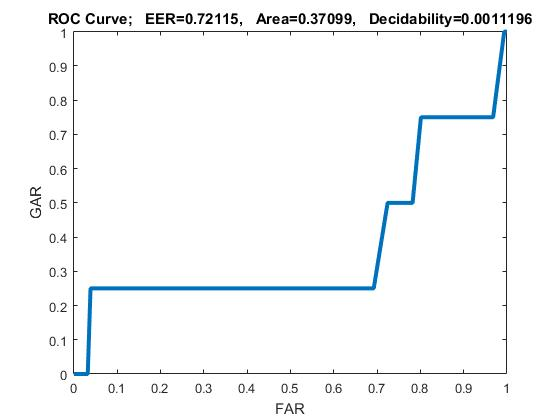 ROC Curve;   EER=0.72115,   Area=0.37099,   Decidability=0.0011196
1
0.9
0.8
0.7
0.6
0.5
0.4
0.3
0.2
0.1
0
GAR
0 0.1 0.2 0.3 0.4 0.5 0.6 0.7 0.8 0.9 1
FAR